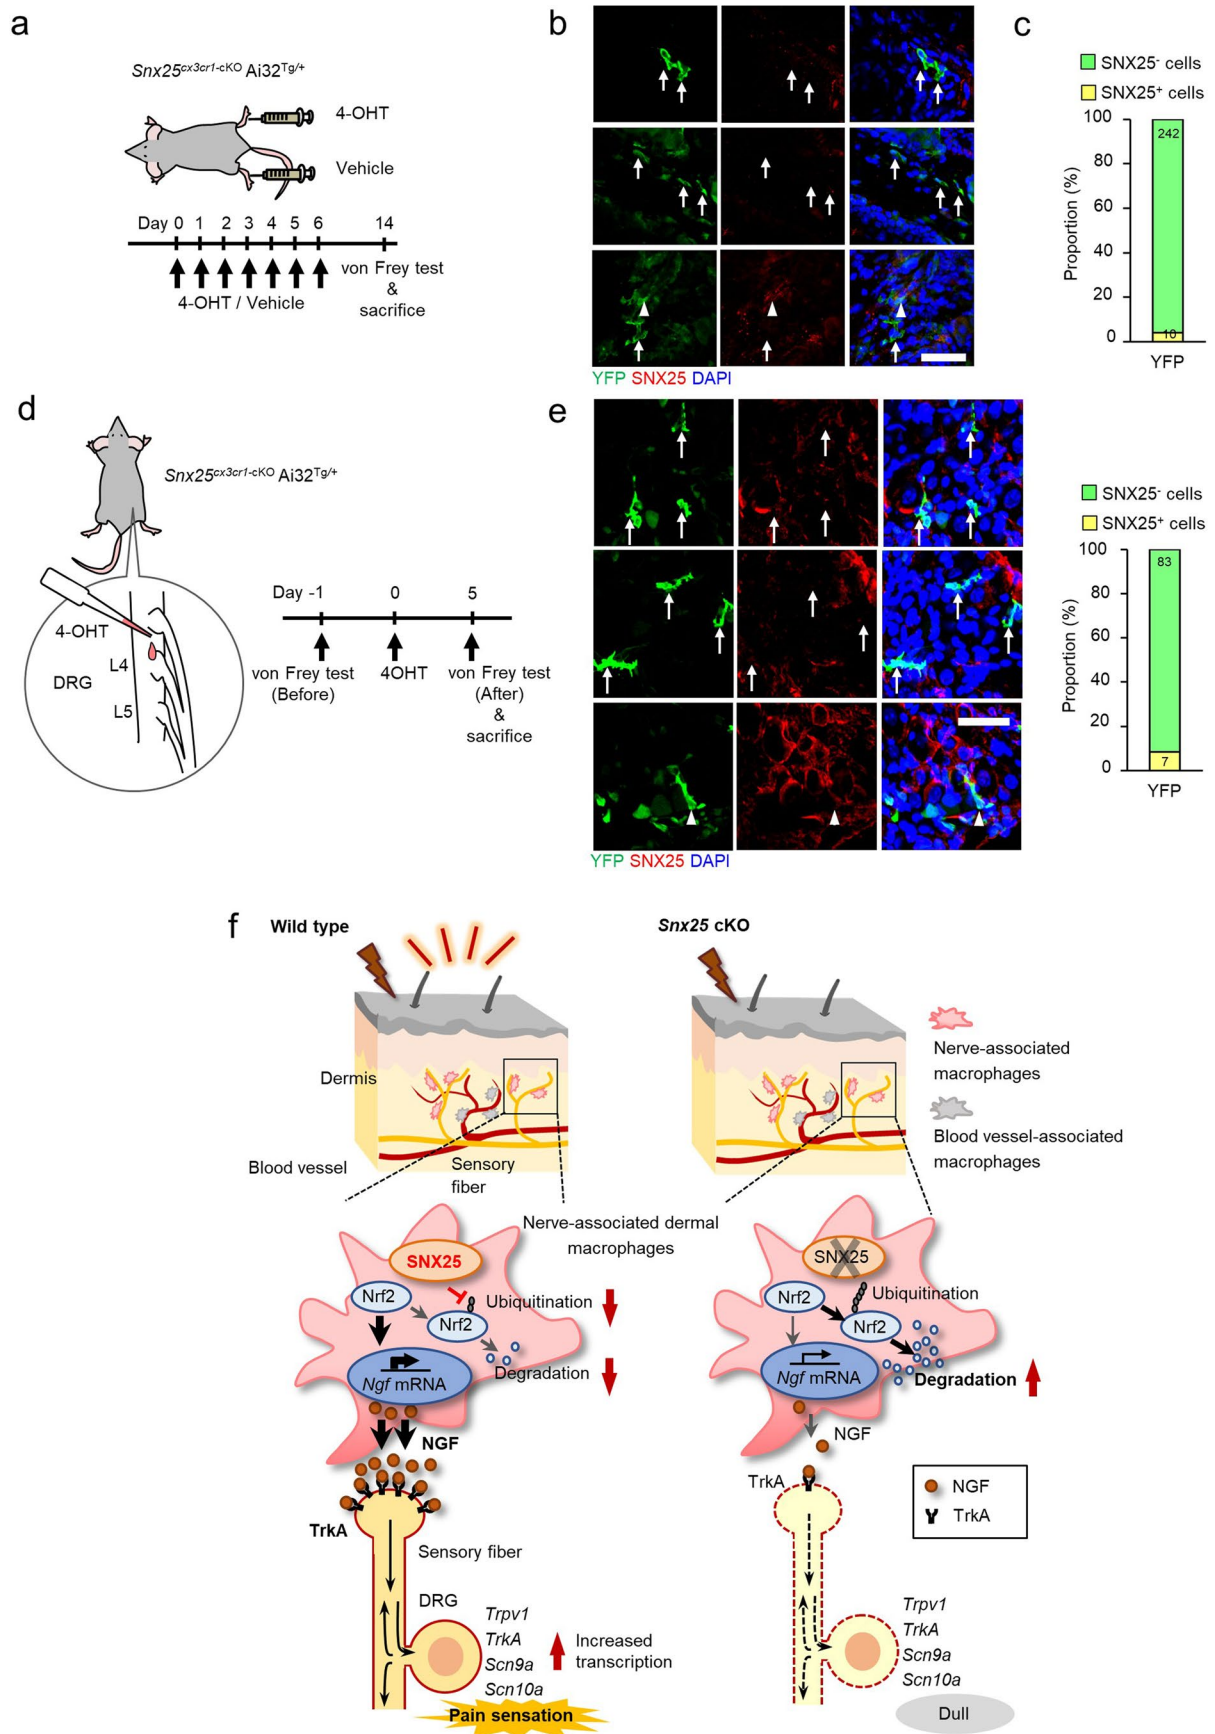 a
Snx25cx3cr1-cKO Ai32Tg/+
4-OHT
Vehicle
Day 0 1 2 3 4 5 6 14
4-OHT / Vehicle
von Frey test
&
sacrifice
b
YFP SNX25 DAPI
c
SNX25- cells
SNX25+ cells
Proportion (%)
100
80
60
40
20
0
242
10
YFP
d
Snx25cx3cr1-cKO Ai32Tg/+
4-OHT
L4
DRG
L5
Day -1 0 5
von Frey test
(Before)
4OHT
von Frey test
(After)
&
sacrifice
e
YFP SNX25 DAPI
SNX25- cells
SNX25+ cells
Proportion (%)
100
80
60
40
20
0
83
7
YFP
f
Wild type
Snx25 cKO
Dermis
Blood vessel
Sensory
fiber
Nerve-associated
macrophages
Blood vessel-associated
macrophages
Nerve-associated dermal
macrophages
SNX25
Nrf2
Ubiquitination
Nrf2
Ngf mRNA
Degradation
NGF
TrkA
Sensory fiber
DRG
Trpv1
TrkA
Scn9a
Scn10a
Increased
transcription
Pain sensation
SNX25
Nrf2
Ubiquitination
Nrf2
Ngf mRNA
Degradation
NGF
TrkA
NGF
TrkA
Trpv1
TrkA
Scn9a
Scn10a
Dull